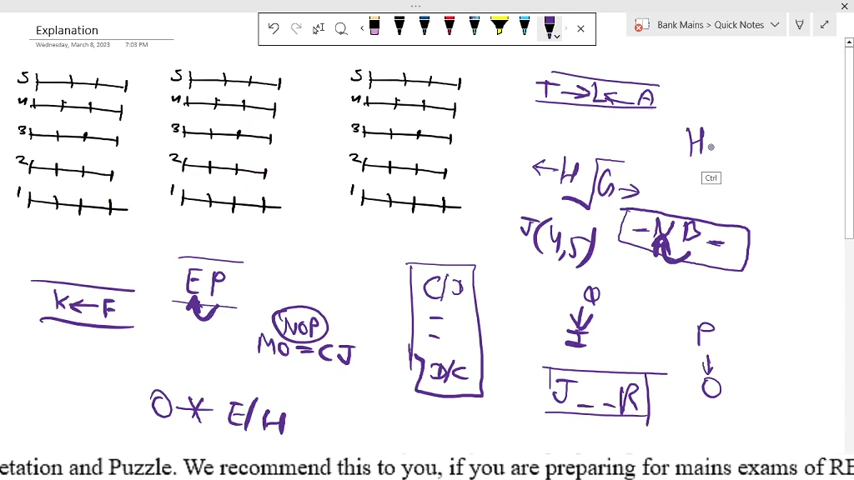 Bank Mains > Quick Notes
Explanation
Wednesday, March 8, 2023 7:03 PM
5 5 5
4 4 4
3 3 3
2 2 2
1 1 1
T→L←A
H
Ctrl
←H G→
J(4,5)
- N B -
K←F
E P
NOP
MO = CJ
C/J
-
-
D/C
Q
↓
I
P
↓
O
J _ _ R
O * E/H
etation and Puzzle. We recommend this to you, if you are preparing for mains exams of RE